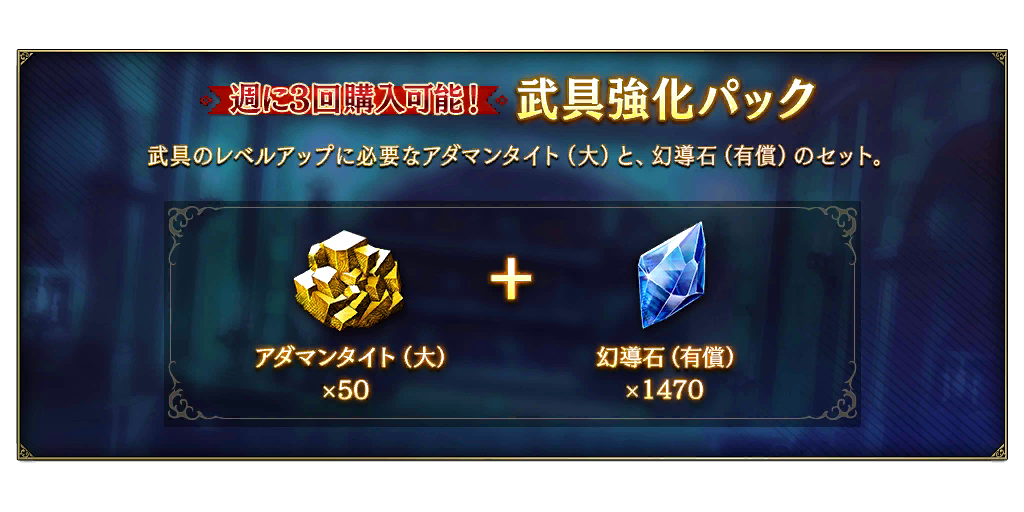 週に3回購入可能! 武具強化パック
武具のレベルアップに必要なアダマンタイト(大)と、幻導石(有償)のセット。
+
アダマンタイト(大) 幻導石(有償)
×50 ×1470